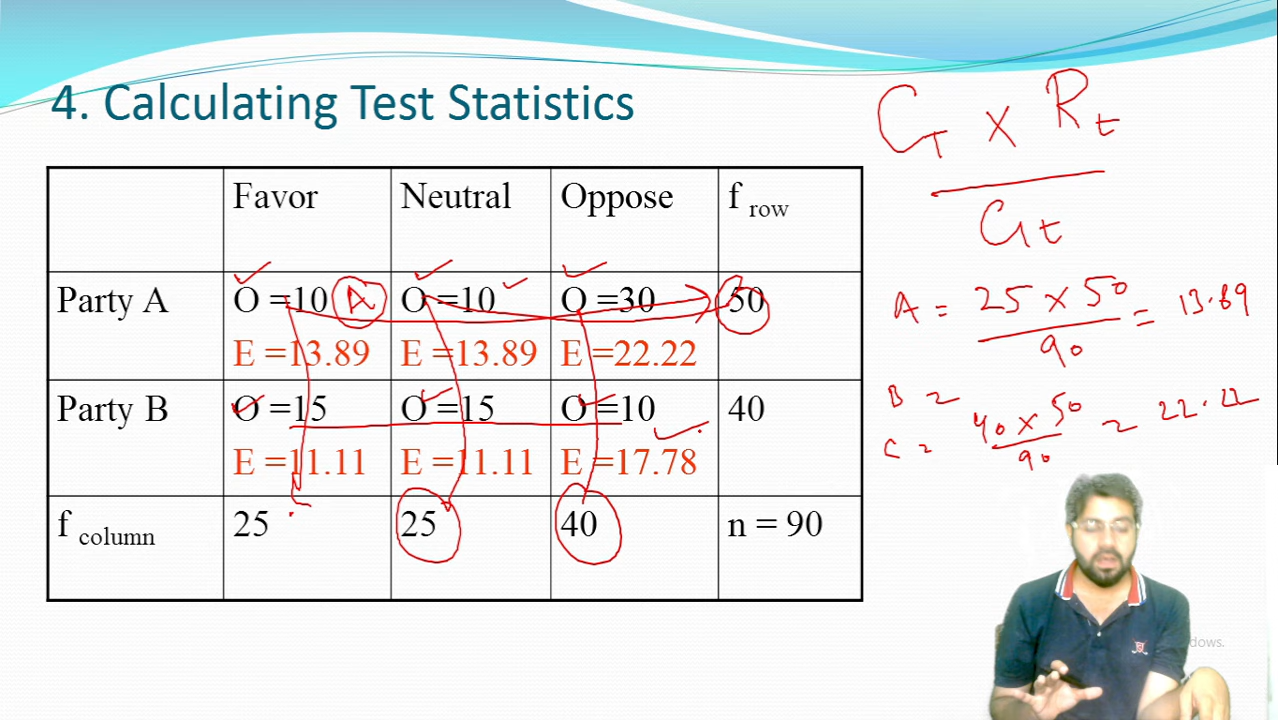 4. Calculating Test Statistics
Favor Neutral Oppose f row
Party A O =10 A O =10 O =30 50
E =13.89 E =13.89 E =22.22
Party B O =15 O =15 O =10 40
E =11.11 E =11.11 E =17.78
f column 25 25 40 n = 90
CT x Rt
Gt
A = 25 x 50 = 13.89
90
B =
C = 40 x 50 = 22.22
90
dows.